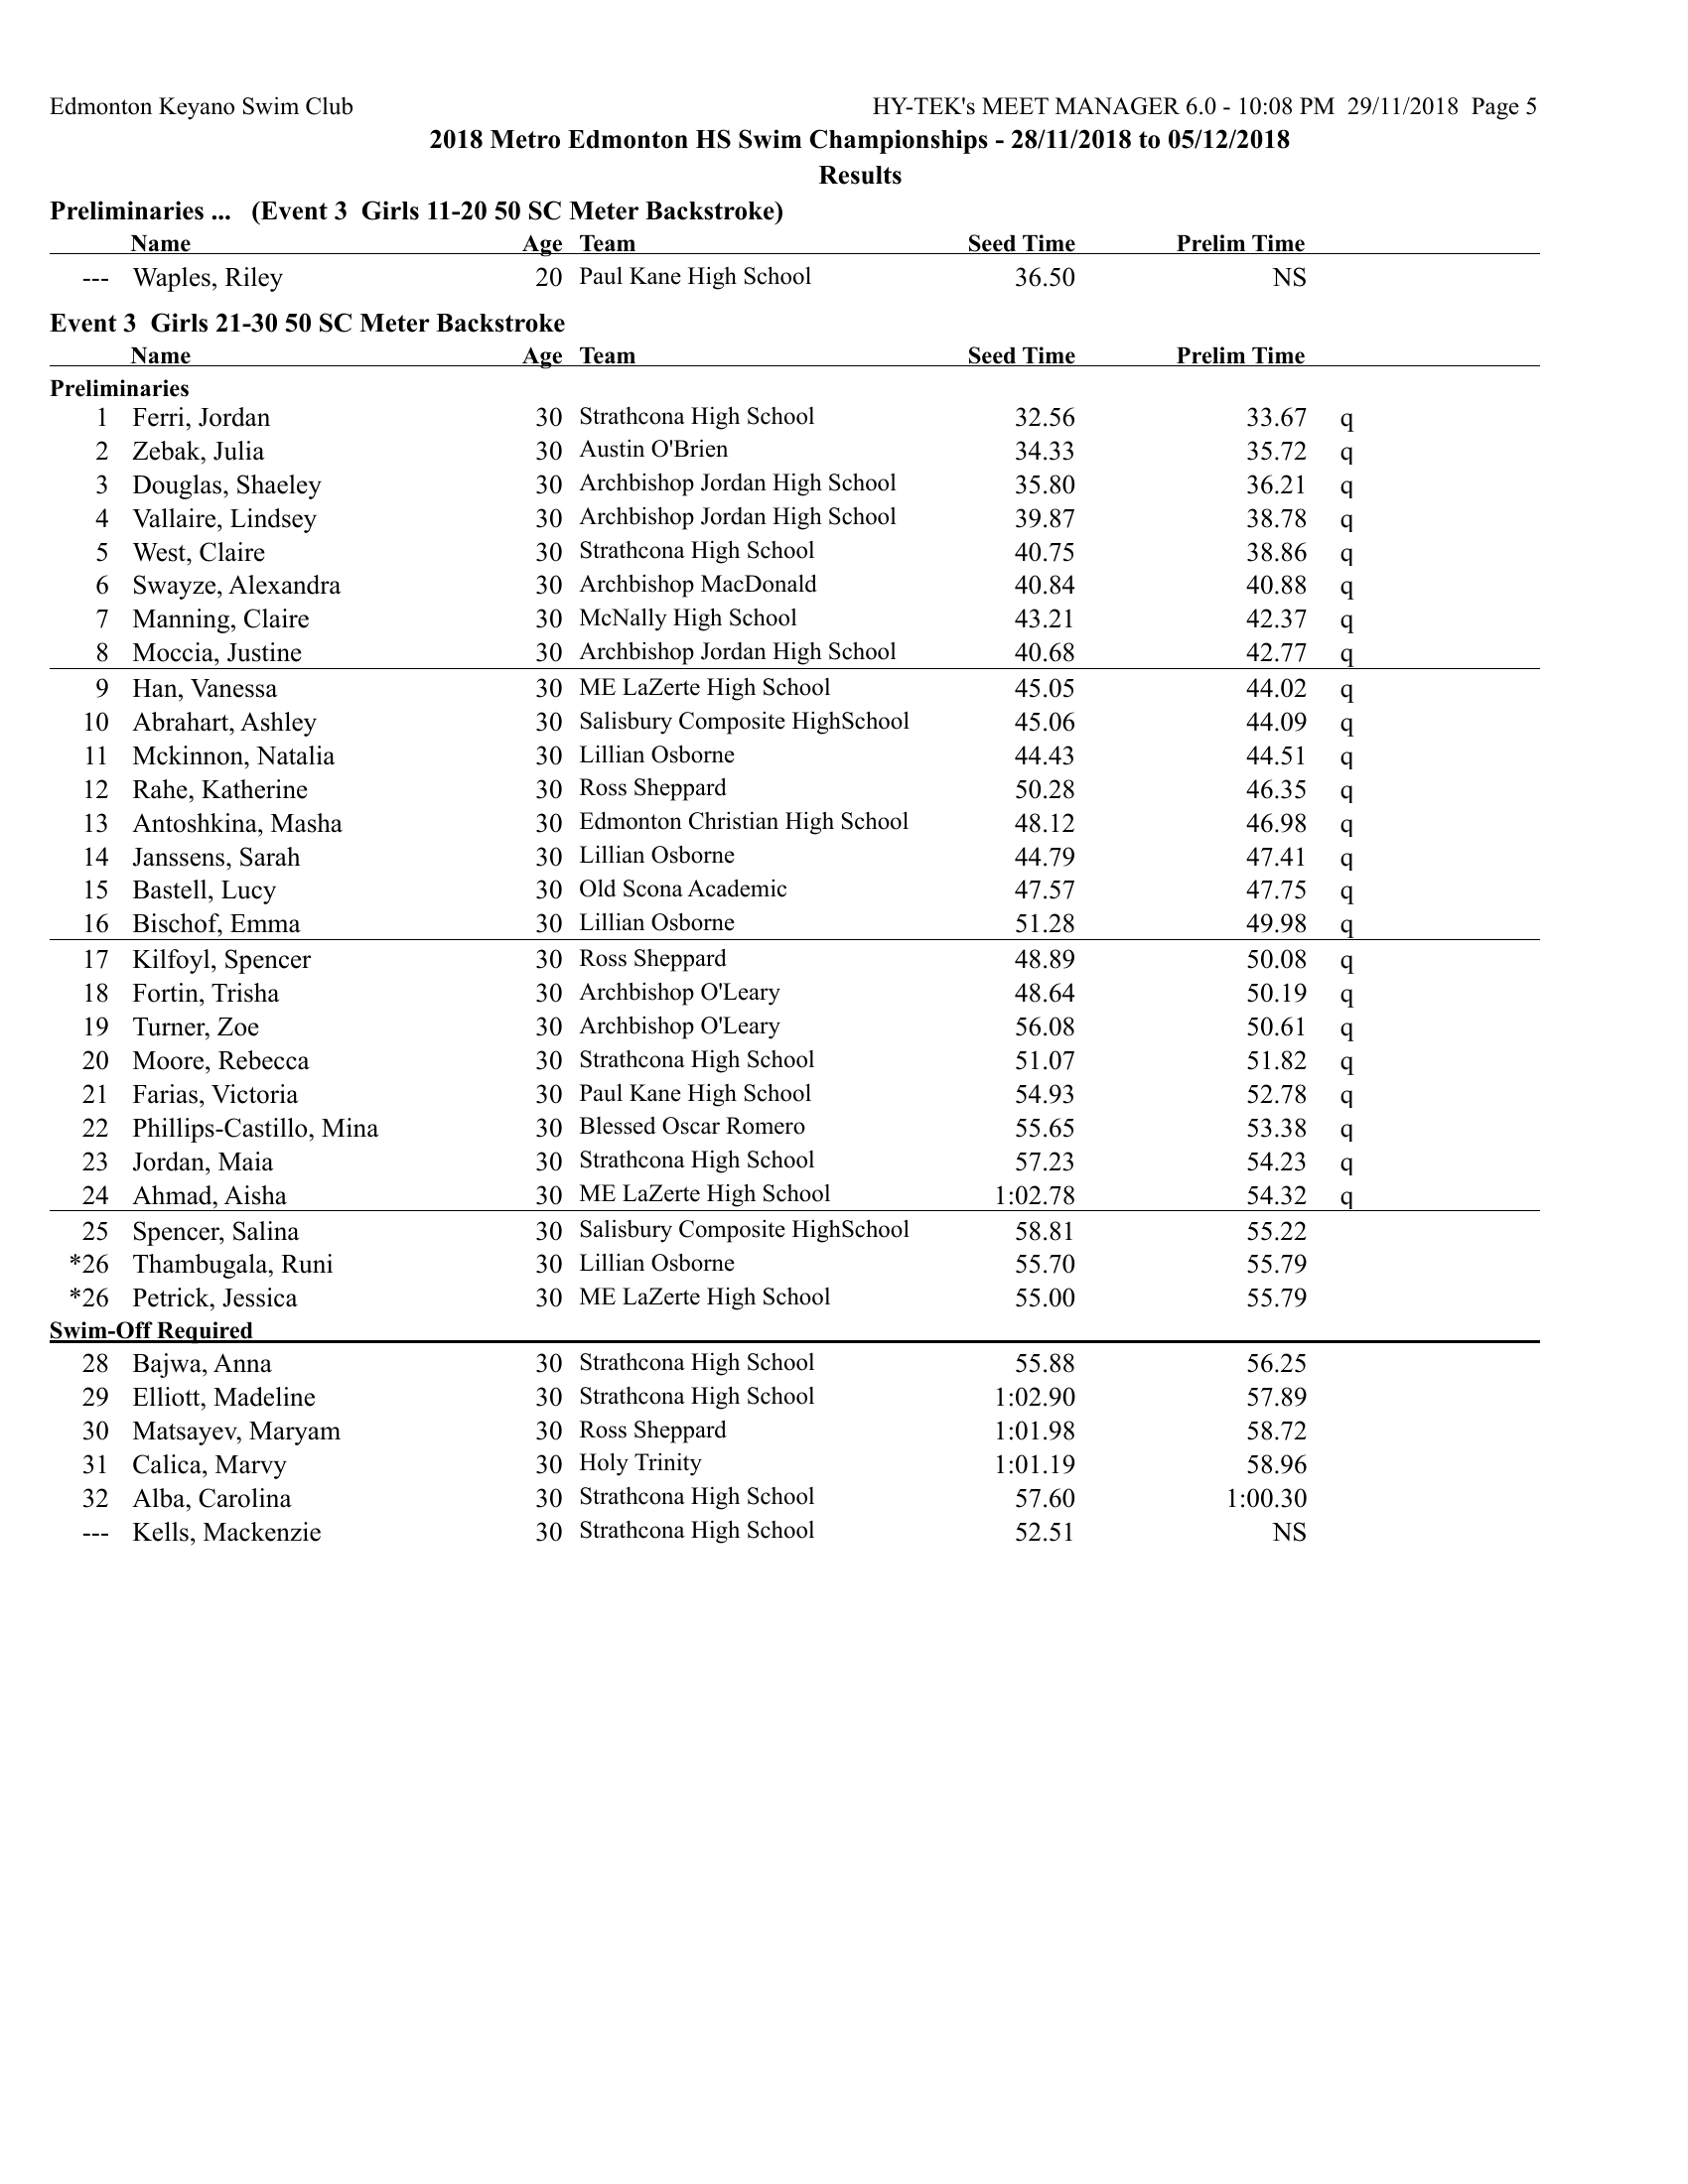 Edmonton Keyano Swim Club HY-TEK's MEET MANAGER 6.0 - 10:08 PM 29/11/2018 Page 5
2018 Metro Edmonton HS Swim Championships - 28/11/2018 to 05/12/2018
Results
Preliminaries ... (Event 3 Girls 11-20 50 SC Meter Backstroke)
Name Age Team Seed Time Prelim Time
--- Waples, Riley 20 Paul Kane High School 36.50 NS
Event 3 Girls 21-30 50 SC Meter Backstroke
Name Age Team Seed Time Prelim Time
Preliminaries
1 Ferri, Jordan 30 Strathcona High School 32.56 33.67 q
2 Zebak, Julia 30 Austin O'Brien 34.33 35.72 q
3 Douglas, Shaeley 30 Archbishop Jordan High School 35.80 36.21 q
4 Vallaire, Lindsey 30 Archbishop Jordan High School 39.87 38.78 q
5 West, Claire 30 Strathcona High School 40.75 38.86 q
6 Swayze, Alexandra 30 Archbishop MacDonald 40.84 40.88 q
7 Manning, Claire 30 McNally High School 43.21 42.37 q
8 Moccia, Justine 30 Archbishop Jordan High School 40.68 42.77 q
9 Han, Vanessa 30 ME LaZerte High School 45.05 44.02 q
10 Abrahart, Ashley 30 Salisbury Composite HighSchool 45.06 44.09 q
11 Mckinnon, Natalia 30 Lillian Osborne 44.43 44.51 q
12 Rahe, Katherine 30 Ross Sheppard 50.28 46.35 q
13 Antoshkina, Masha 30 Edmonton Christian High School 48.12 46.98 q
14 Janssens, Sarah 30 Lillian Osborne 44.79 47.41 q
15 Bastell, Lucy 30 Old Scona Academic 47.57 47.75 q
16 Bischof, Emma 30 Lillian Osborne 51.28 49.98 q
17 Kilfoyl, Spencer 30 Ross Sheppard 48.89 50.08 q
18 Fortin, Trisha 30 Archbishop O'Leary 48.64 50.19 q
19 Turner, Zoe 30 Archbishop O'Leary 56.08 50.61 q
20 Moore, Rebecca 30 Strathcona High School 51.07 51.82 q
21 Farias, Victoria 30 Paul Kane High School 54.93 52.78 q
22 Phillips-Castillo, Mina 30 Blessed Oscar Romero 55.65 53.38 q
23 Jordan, Maia 30 Strathcona High School 57.23 54.23 q
24 Ahmad, Aisha 30 ME LaZerte High School 1:02.78 54.32 q
25 Spencer, Salina 30 Salisbury Composite HighSchool 58.81 55.22
*26 Thambugala, Runi 30 Lillian Osborne 55.70 55.79
*26 Petrick, Jessica 30 ME LaZerte High School 55.00 55.79
Swim-Off Required
28 Bajwa, Anna 30 Strathcona High School 55.88 56.25
29 Elliott, Madeline 30 Strathcona High School 1:02.90 57.89
30 Matsayev, Maryam 30 Ross Sheppard 1:01.98 58.72
31 Calica, Marvy 30 Holy Trinity 1:01.19 58.96
32 Alba, Carolina 30 Strathcona High School 57.60 1:00.30
--- Kells, Mackenzie 30 Strathcona High School 52.51 NS